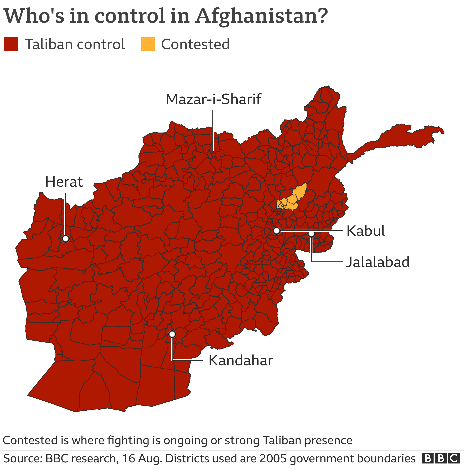 Who's in control in Afghanistan?
Taliban control
Contested
Mazar-i-Sharif
Herat
Kabul
Jalalabad
Kandahar
Contested is where fighting is ongoing or strong Taliban presence
Source: BBC research, 16 Aug. Districts used are 2005 government boundaries BBC